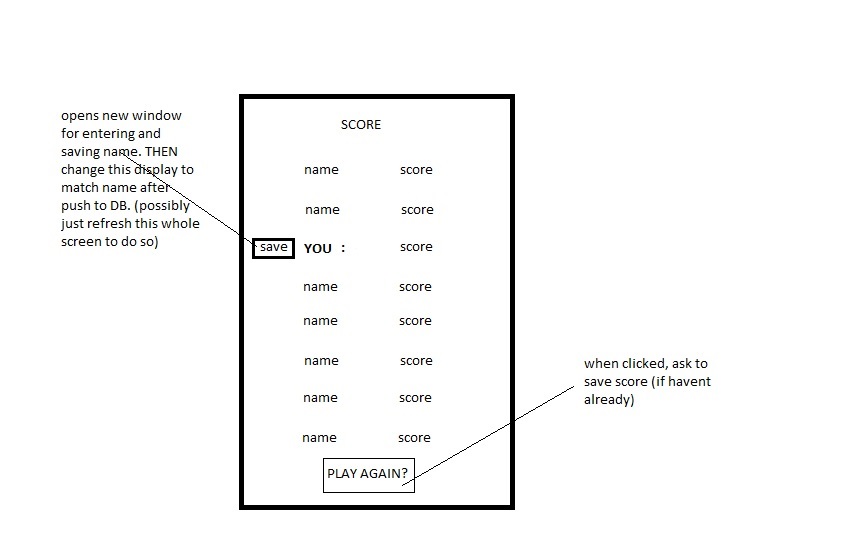 opens new window
for entering and
saving name. THEN
change this display to
match name after
push to DB. (possibly
just refresh this whole
screen to do so)
SCORE
name score
name score
save YOU : score
name score
name score
name score
name score
name score
PLAY AGAIN?
when clicked, ask to
save score (if havent
already)